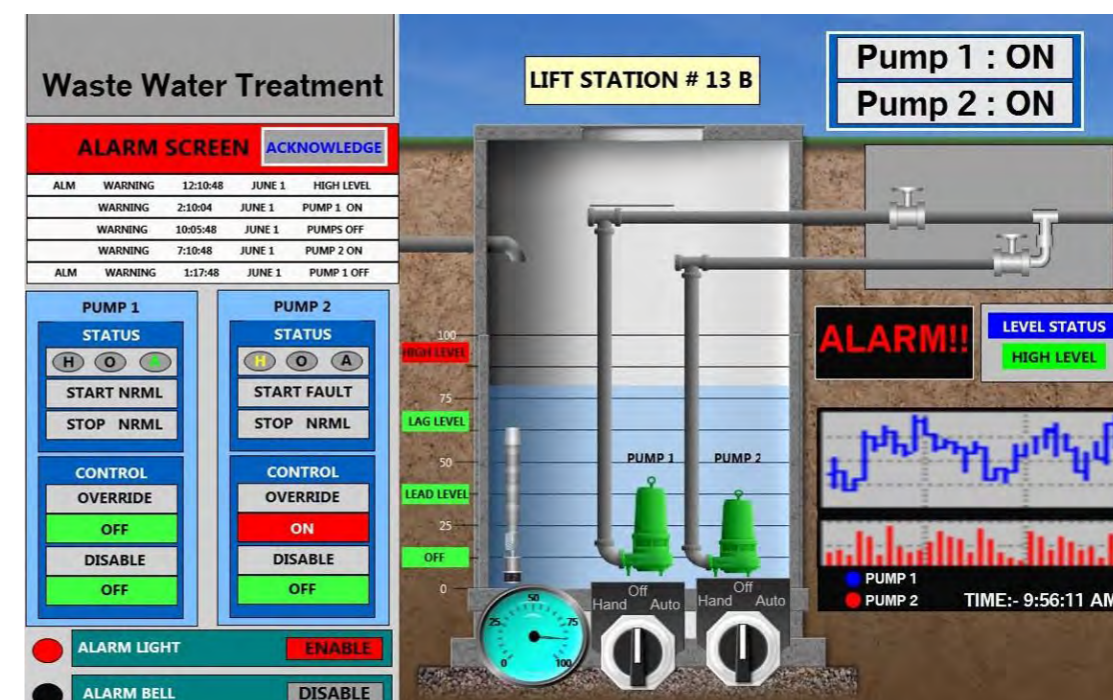 Waste Water Treatment
ALARM SCREEN ACKNOWLEDGE
ALM WARNING 12:10:48 JUNE 1 HIGH LEVEL
WARNING 2:10:04 JUNE 1 PUMP 1 ON
WARNING 10:05:48 JUNE 1 PUMPS OFF
WARNING 7:10:48 JUNE 1 PUMP 2 ON
ALM WARNING 1:17:48 JUNE 1 PUMP 1 OFF
PUMP 1
STATUS
H O A
START NRML
STOP NRML
CONTROL
OVERRIDE
OFF
DISABLE
OFF
PUMP 2
STATUS
H O A
START FAULT
STOP NRML
CONTROL
OVERRIDE
ON
DISABLE
OFF
ALARM LIGHT ENABLE
ALARM BELL DISABLE
LIFT STATION # 13 B
100
HIGH LEVEL
75
LAG LEVEL
50
LEAD LEVEL
25
OFF
0
PUMP 1 PUMP 2
50
25 75
0 100
Off
Hand Auto
Off
Hand Auto
Pump 1 : ON
Pump 2 : ON
ALARM!!
LEVEL STATUS
HIGH LEVEL
PUMP 1
PUMP 2 TIME:- 9:56:11 AM